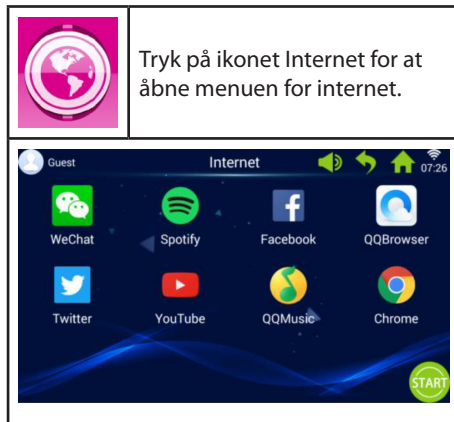 Tryk på ikonet Internet for at
åbne menuen for internet.
Guest Internet 07:26
WeChat Spotify Facebook QQBrowser
Twitter YouTube QQMusic Chrome
START